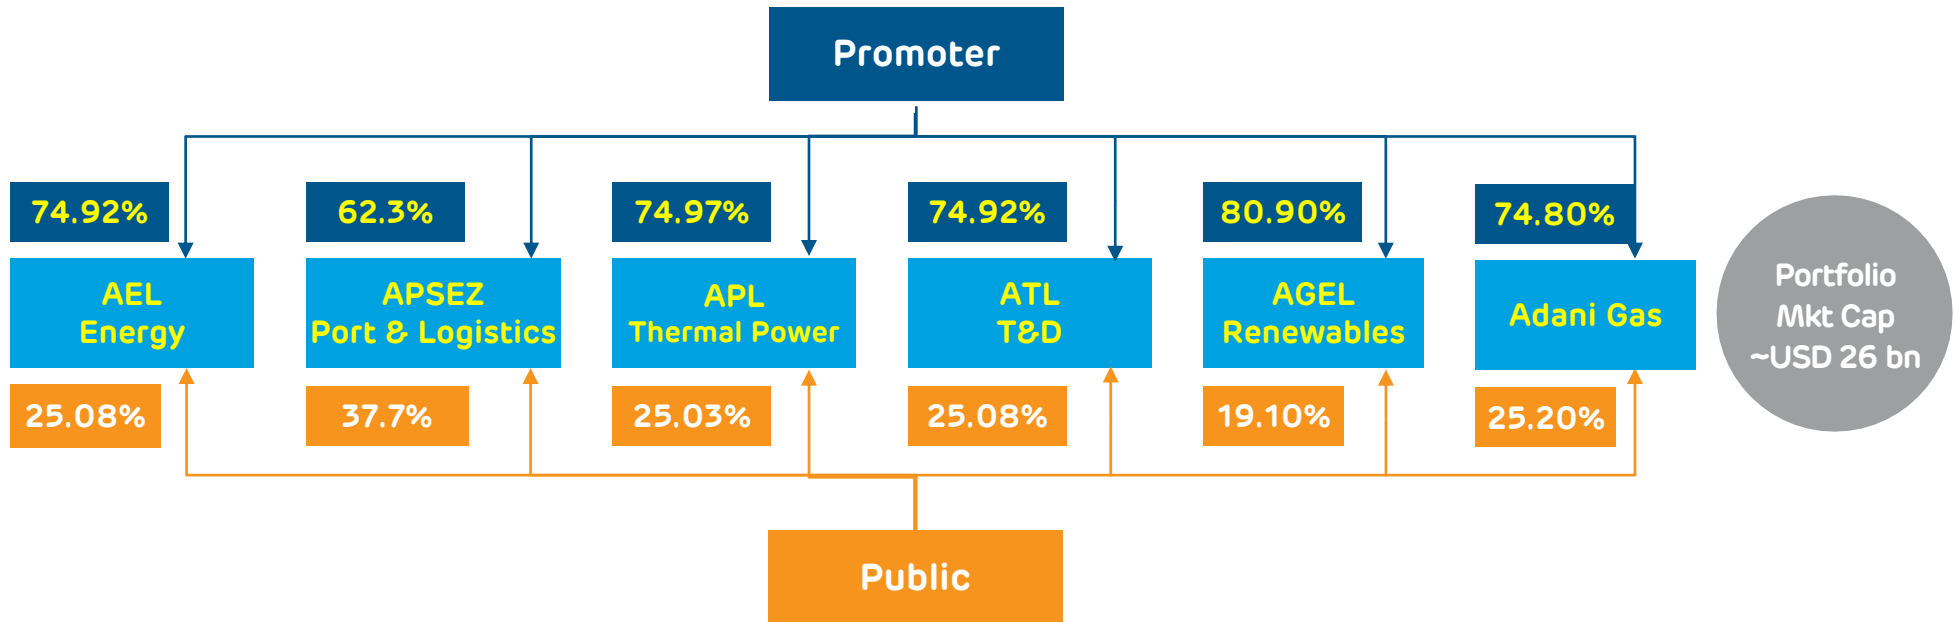 Promoter
74.92%
62.3%
74.97%
74.92%
80.90%
74.80%
AEL
Energy
APSEZ
Port & Logistics
APL
Thermal Power
ATL
T&D
AGEL
Renewables
Adani Gas
Portfolio
Mkt Cap
~USD 26 bn
25.08%
37.7%
25.03%
25.08%
19.10%
25.20%
Public